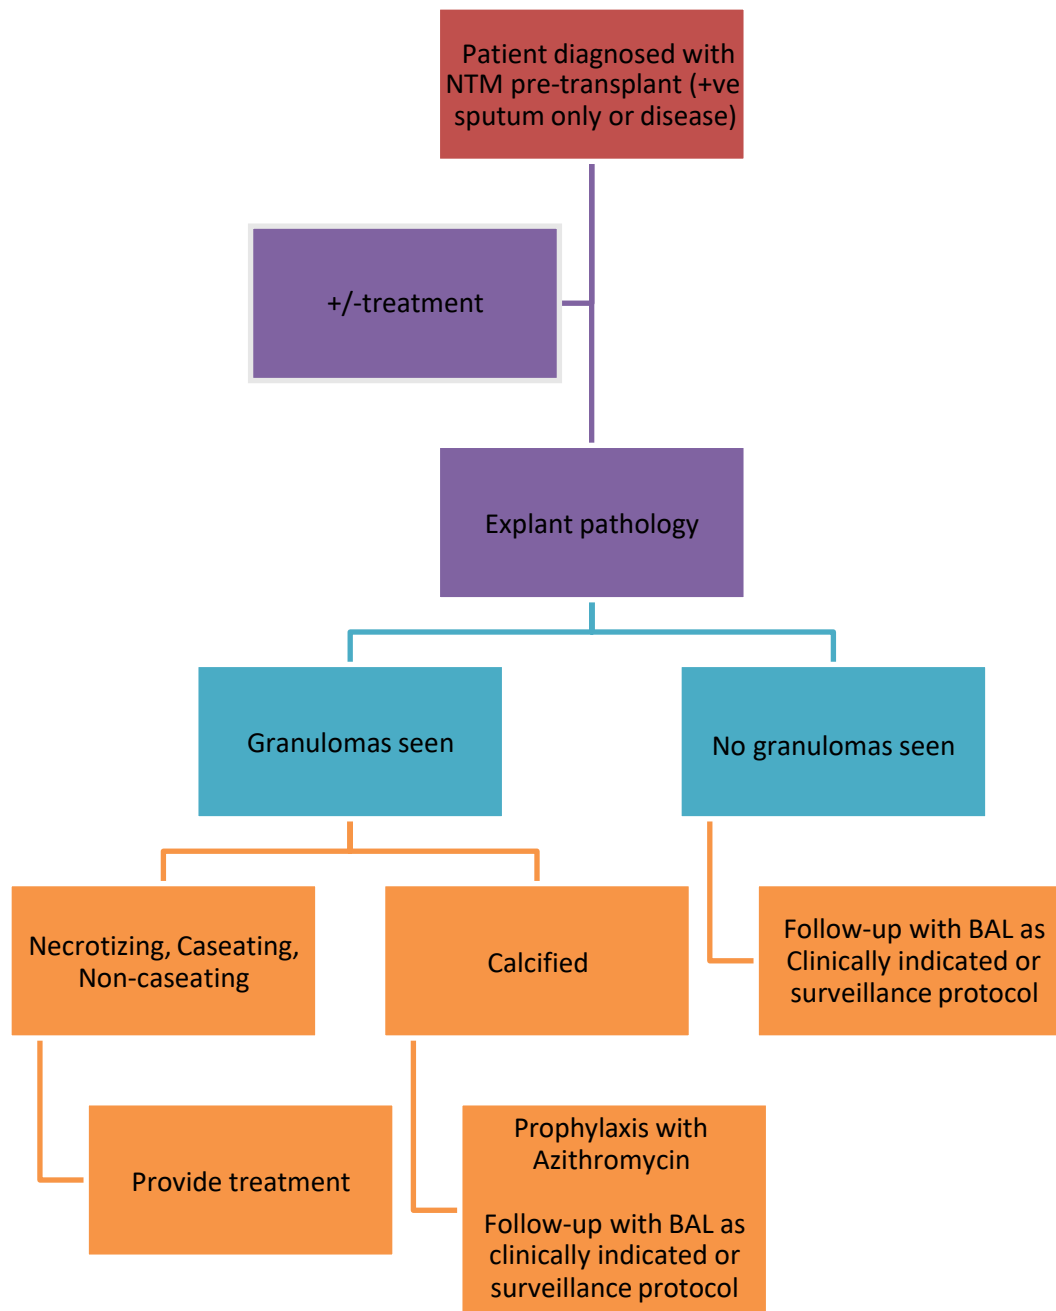 Patient diagnosed with
NTM pre-transplant (+ve
sputum only or disease)
+/-treatment
Explant pathology
Granulomas seen
No granulomas seen
Necrotizing, Caseating,
Non-caseating
Calcified
Follow-up with BAL as
Clinically indicated or
surveillance protocol
Provide treatment
Prophylaxis with
Azithromycin
Follow-up with BAL as
clinically indicated or
surveillance protocol